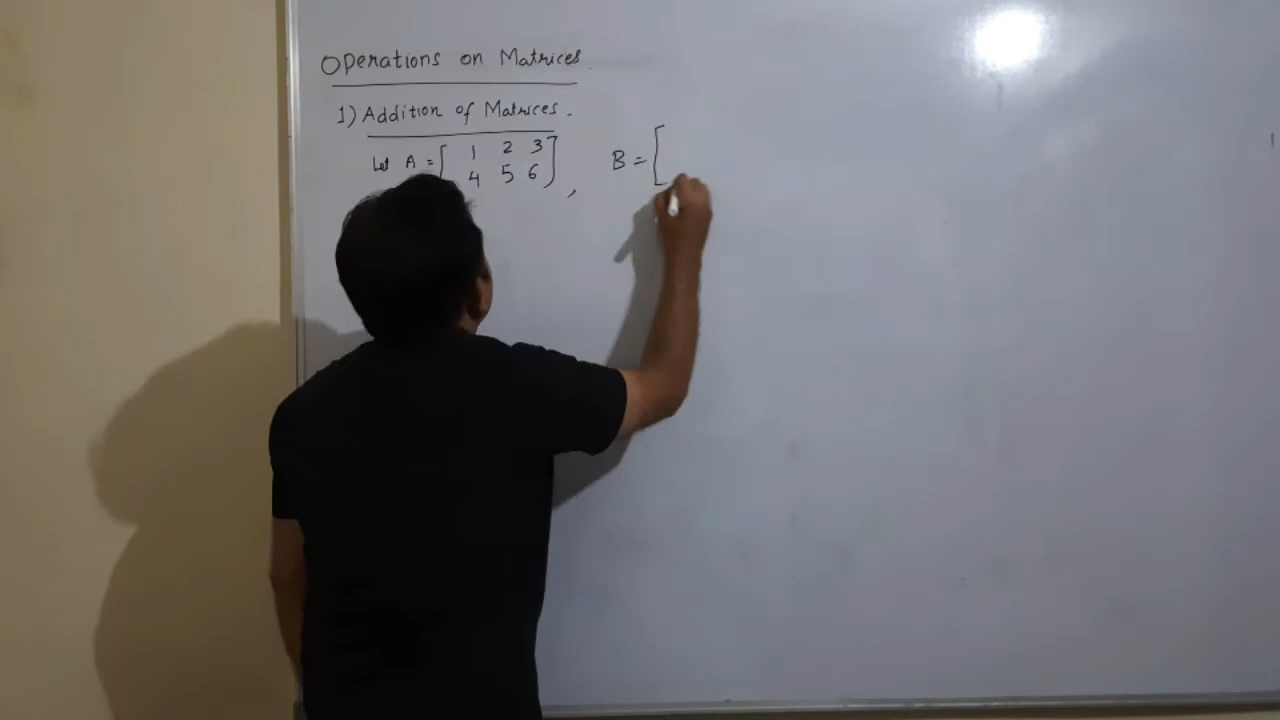 Operations on Matrices.
1) Addition of Matrices.
Let A = [ 1 2 3
4 5 6 ] , B = [